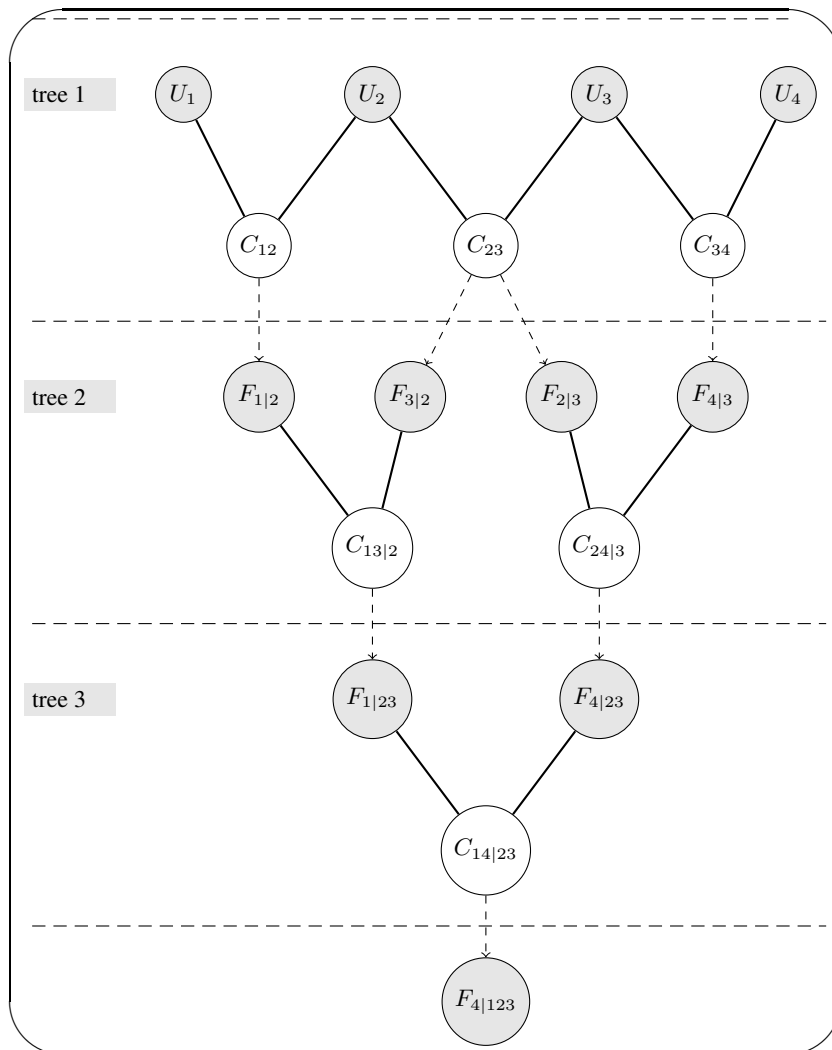 tree 1 U₁ U₂ U₃ U₄
C₁₂ C₂₃ C₃₄
tree 2 F₁|₂ F₃|₂ F₂|₃ F₄|₃
C₁₃|₂ C₂₄|₃
tree 3 F₁|₂₃ F₄|₂₃
C₁₄|₂₃
F₄|₁₂₃